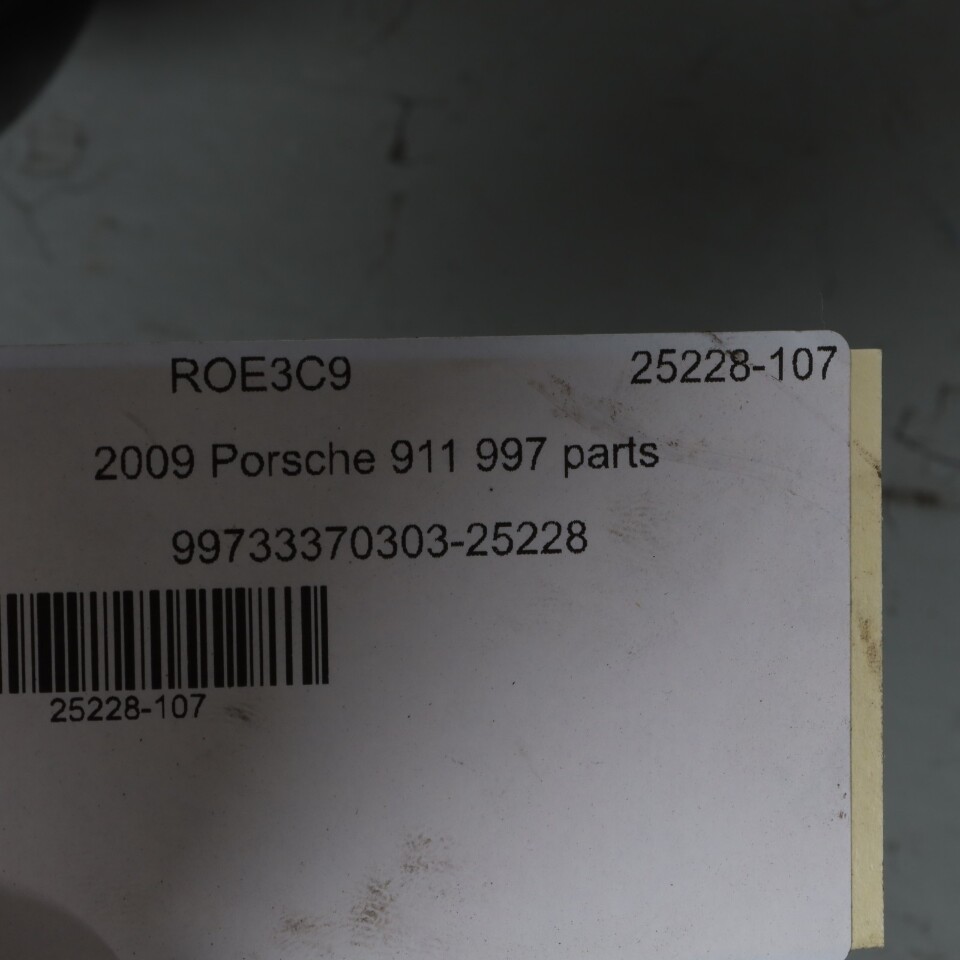 ROE3C9 25228-107
2009 Porsche 911 997 parts
99733370303-25228
25228-107